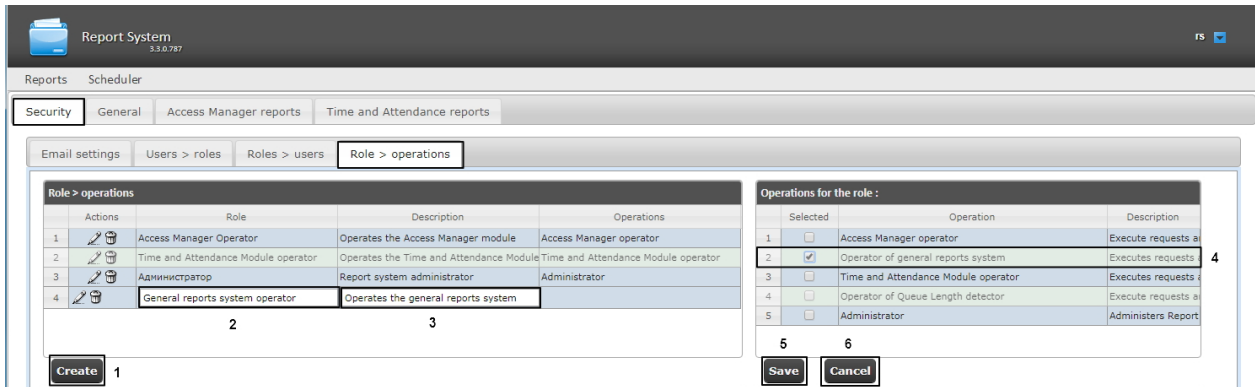 Report System
3.3.0.787
rs
Reports Scheduler
Security General Access Manager reports Time and Attendance reports
Email settings Users > roles Roles > users Role > operations
Role > operations
Actions Role Description Operations
1 Access Manager Operator Operates the Access Manager module Access Manager operator
2 Time and Attendance Module operator Operates the Time and Attendance Module Time and Attendance Module operator
3 Администратор Report system administrator Administrator
4 General reports system operator Operates the general reports system
2 3
Create 1
Operations for the role :
Selected Operation Description
1 Access Manager operator Execute requests a
2 Operator of general reports system Executes requests a 4
3 Time and Attendance Module operator Executes requests a
4 Operator of Queue Length detector Execute requests a
5 Administrator Administers Report
5 6
Save Cancel